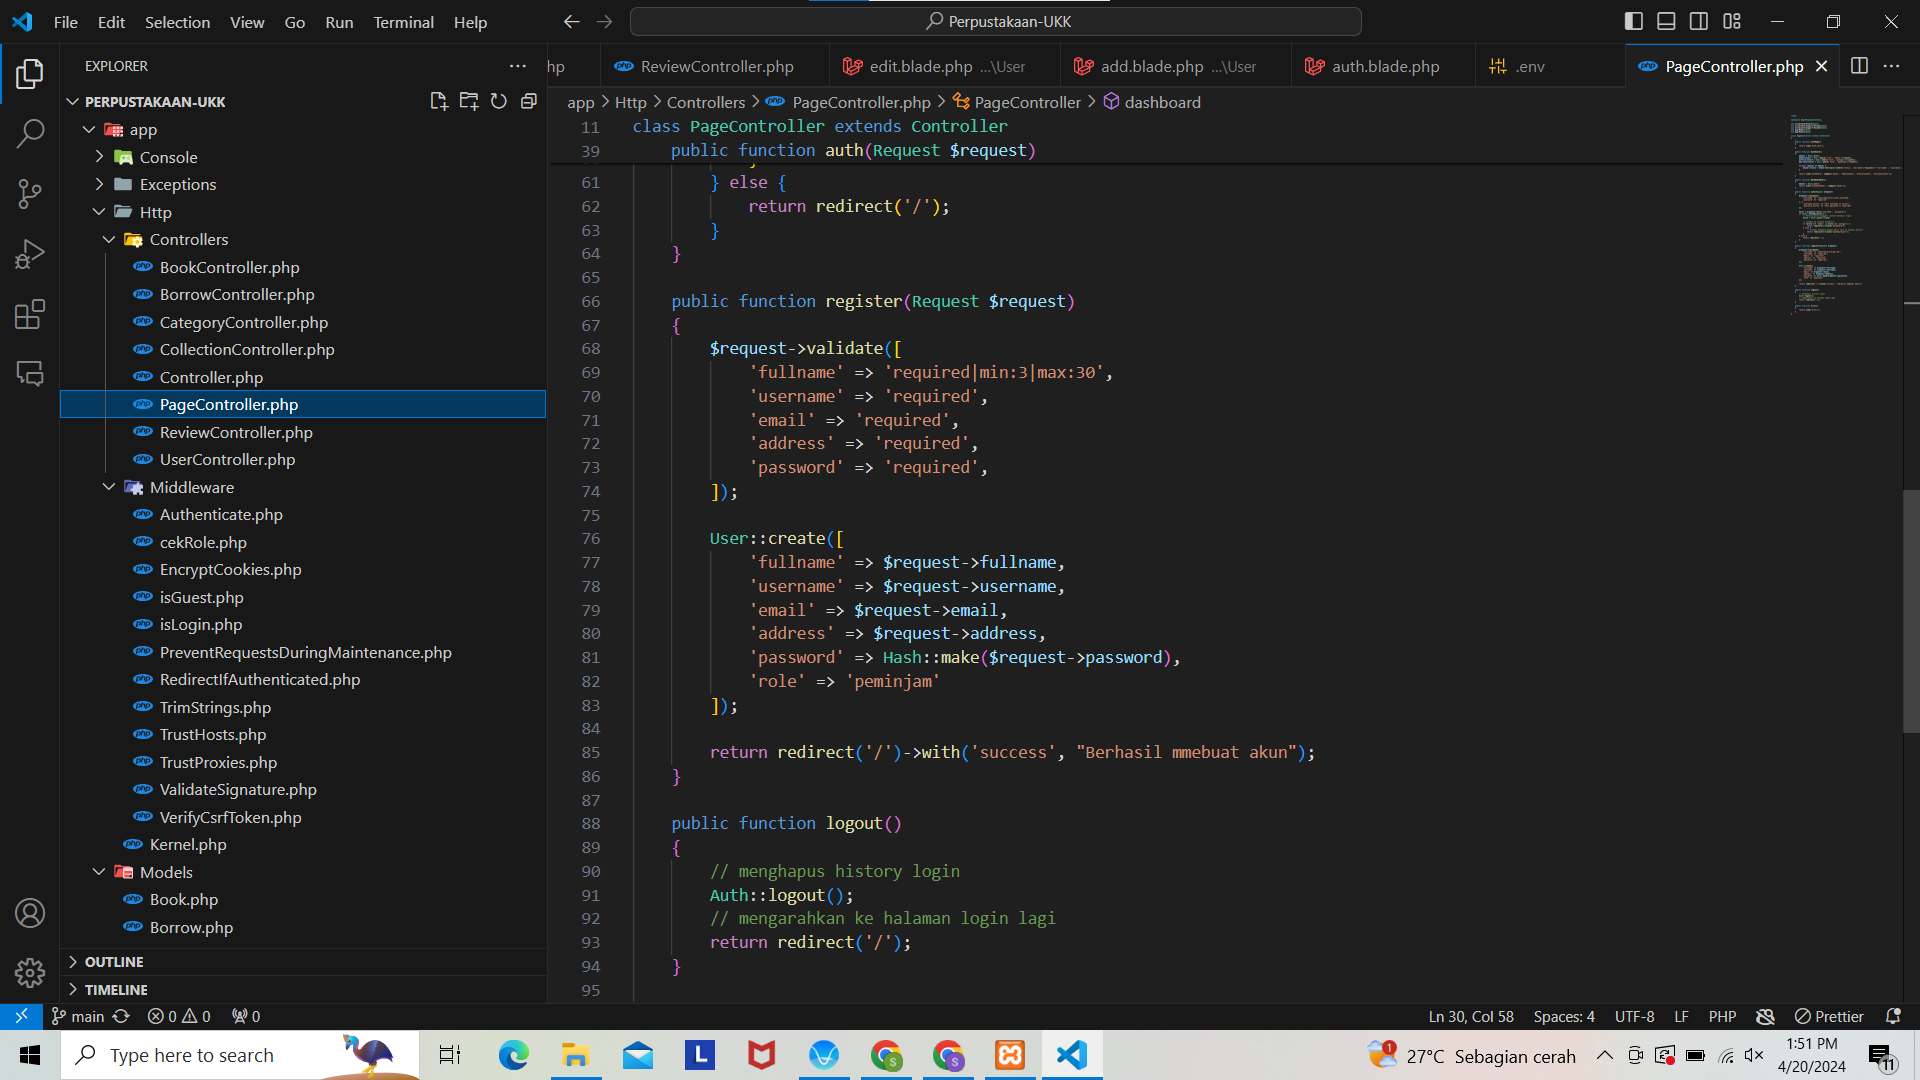 File Edit Selection View Go Run Terminal Help
Perpustakaan-UKK
EXPLORER
hp ReviewController.php edit.blade.php ...\User add.blade.php ...\User auth.blade.php .env PageController.php
PERPUSTAKAAN-UKK
app
Console
Exceptions
Http
Controllers
BookController.php
BorrowController.php
CategoryController.php
CollectionController.php
Controller.php
PageController.php
ReviewController.php
UserController.php
Middleware
Authenticate.php
cekRole.php
EncryptCookies.php
isGuest.php
isLogin.php
PreventRequestsDuringMaintenance.php
RedirectIfAuthenticated.php
TrimStrings.php
TrustHosts.php
TrustProxies.php
ValidateSignature.php
VerifyCsrfToken.php
Kernel.php
Models
Book.php
Borrow.php
OUTLINE
TIMELINE
app > Http > Controllers > PageController.php > PageController > dashboard
11 class PageController extends Controller
39 public function auth(Request $request)
61 } else {
62 return redirect('/');
63 }
64 }
65
66 public function register(Request $request)
67 {
68 $request->validate([
69 'fullname' => 'required|min:3|max:30',
70 'username' => 'required',
71 'email' => 'required',
72 'address' => 'required',
73 'password' => 'required',
74 ]);
75
76 User::create([
77 'fullname' => $request->fullname,
78 'username' => $request->username,
79 'email' => $request->email,
80 'address' => $request->address,
81 'password' => Hash::make($request->password),
82 'role' => 'peminjam'
83 ]);
84
85 return redirect('/')->with('success', "Berhasil mmebuat akun");
86 }
87
88 public function logout()
89 {
90 // menghapus history login
91 Auth::logout();
92 // mengarahkan ke halaman login lagi
93 return redirect('/');
94 }
95
main 0 0 0 Ln 30, Col 58 Spaces: 4 UTF-8 LF PHP Prettier
Type here to search
L
S
S
1
27°C Sebagian cerah
1:51 PM
4/20/2024
11